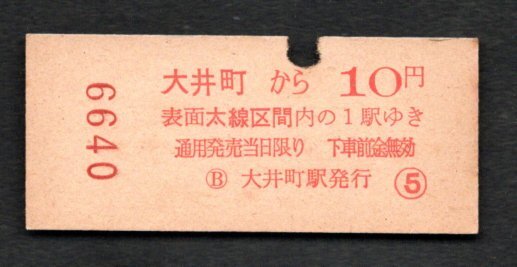 6640
大井町 から 10円
表面太線区間内の1駅ゆき
通用発売当日限り 下車前途無効
Ⓑ 大井町駅発行 ⑤